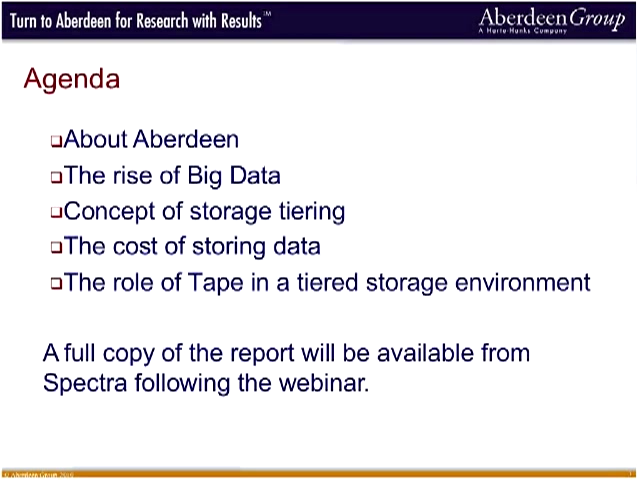 Turn to Aberdeen for Research with Results™
AberdeenGroup
A Harte-Hanks Company
Agenda
❑About Aberdeen
❑The rise of Big Data
❑Concept of storage tiering
❑The cost of storing data
❑The role of Tape in a tiered storage environment
A full copy of the report will be available from
Spectra following the webinar.
© Aberdeen Group